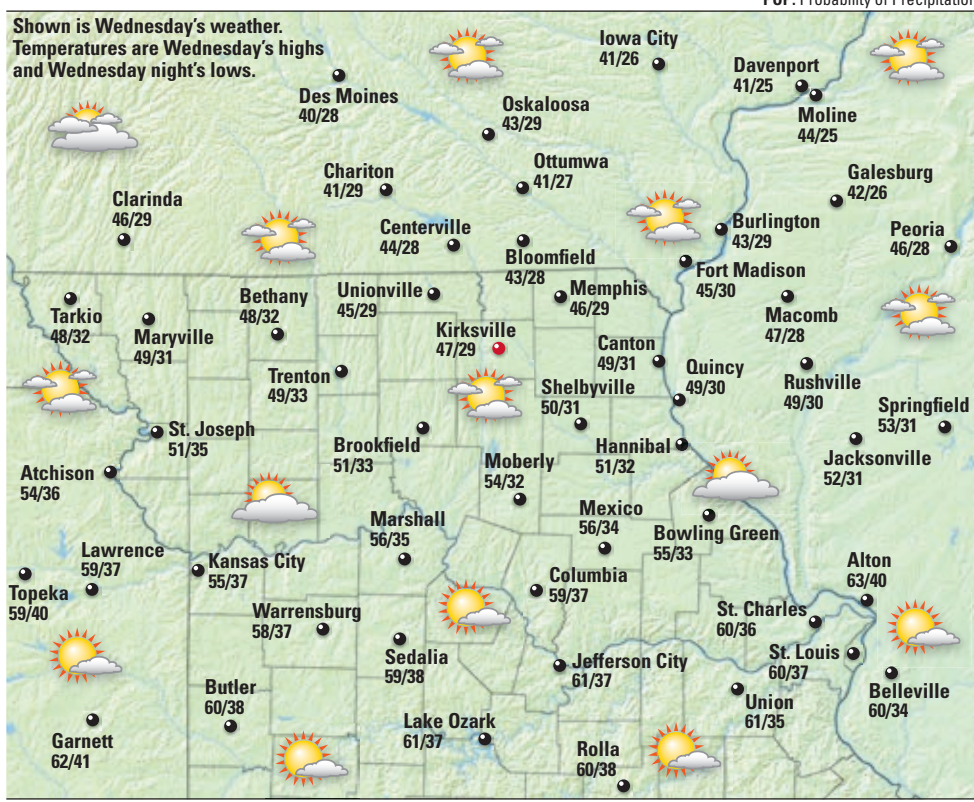 POP: Probability of Precipitation
Shown is Wednesday's weather.
Temperatures are Wednesday's highs
and Wednesday night's lows.
Iowa City
41/26
Davenport
41/25
Des Moines
40/28
Oskaloosa
43/29
Moline
44/25
Chariton
41/29
Ottumwa
41/27
Galesburg
42/26
Clarinda
46/29
Centerville
44/28
Bloomfield
43/28
Burlington
43/29
Peoria
46/28
Fort Madison
45/30
Tarkio
48/32
Maryville
49/31
Bethany
48/32
Unionville
45/29
Memphis
46/29
Macomb
47/28
Kirksville
47/29
Canton
49/31
Trenton
49/33
Shelbyville
50/31
Quincy
49/30
Rushville
49/30
Springfield
53/31
St. Joseph
51/35
Brookfield
51/33
Hannibal
51/32
Jacksonville
52/31
Atchison
54/36
Moberly
54/32
Marshall
56/35
Mexico
56/34
Bowling Green
55/33
Lawrence
59/37
Kansas City
55/37
Alton
63/40
Topeka
59/40
Columbia
59/37
Warrensburg
58/37
St. Charles
60/36
Sedalia
59/38
Jefferson City
61/37
St. Louis
60/37
Butler
60/38
Union
61/35
Belleville
60/34
Garnett
62/41
Lake Ozark
61/37
Rolla
60/38